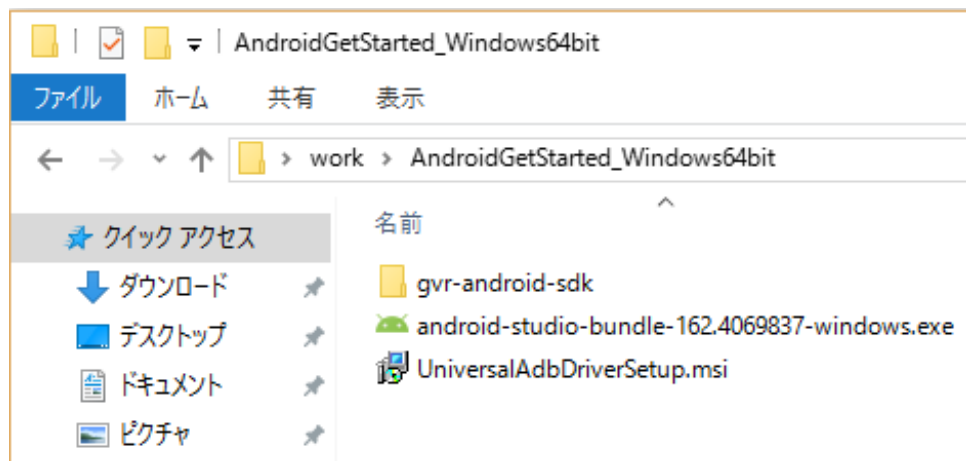 AndroidGetStarted_Windows64bit
ファイル ホーム 共有 表示
work > AndroidGetStarted_Windows64bit
クイック アクセス
ダウンロード
デスクトップ
ドキュメント
ピクチャ
名前
gvr-android-sdk
android-studio-bundle-162.4069837-windows.exe
UniversalAdbDriverSetup.msi